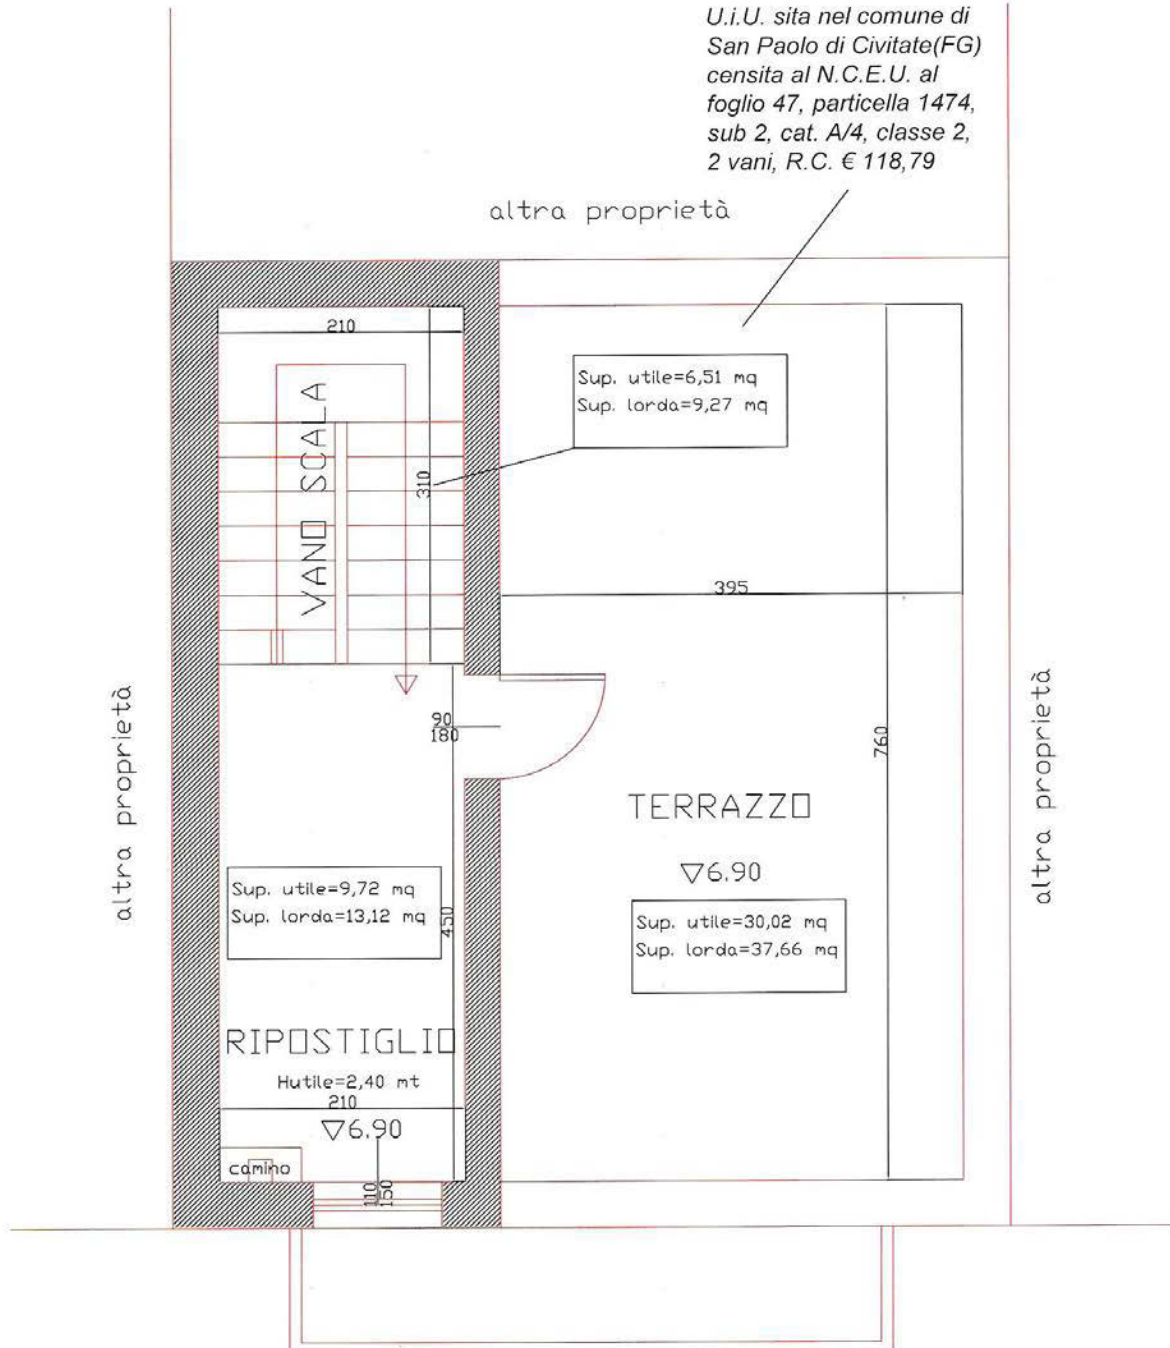 U.i.U. sita nel comune di
San Paolo di Civitate(FG)
censita al N.C.E.U. al
foglio 47, particella 1474,
sub 2, cat. A/4, classe 2,
2 vani, R.C. € 118,79
altra proprietà
210
Sup. utile=6,51 mq
Sup. lorda=9,27 mq
VANO SCALA
310
395
altra proprietà
altra proprietà
90
180
760
TERRAZZO
▽6.90
Sup. utile=9,72 mq
Sup. lorda=13,12 mq
450
Sup. utile=30,02 mq
Sup. lorda=37,66 mq
RIPOSTIGLIO
Hutile=2,40 mt
210
▽6.90
camino
110
150